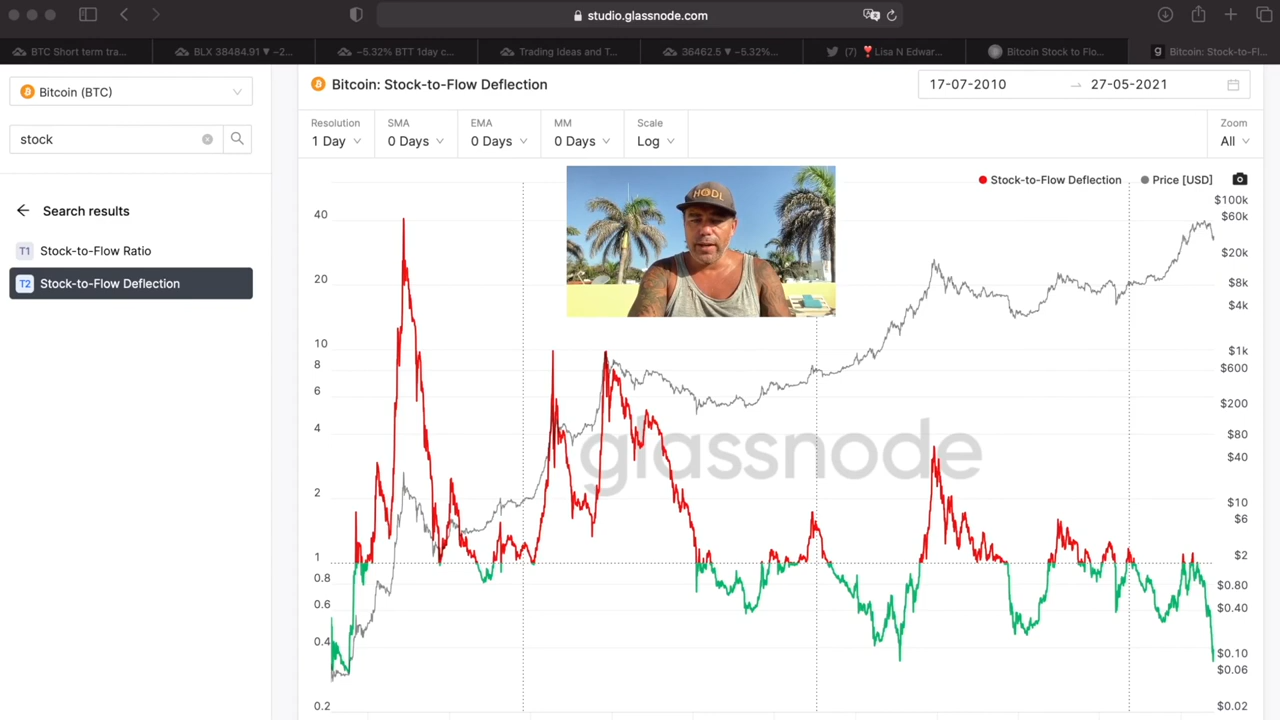 studio.glassnode.com
BTC Short term tra...
BLX 38484.91 ▼ −2...
−5.32% BTT 1day c...
Trading Ideas and T...
36462.5 ▼ −5.32%...
(7) ❣️Lisa N Edwar...
Bitcoin Stock to Flo...
g Bitcoin: Stock-to-Fl...
Bitcoin (BTC)
stock
Search results
T1 Stock-to-Flow Ratio
T2 Stock-to-Flow Deflection
Bitcoin: Stock-to-Flow Deflection
17-07-2010 → 27-05-2021
Resolution
1 Day
SMA
0 Days
EMA
0 Days
MM
0 Days
Scale
Log
Zoom
All
Stock-to-Flow Deflection
Price [USD]
HODL
40
20
10
8
6
4
2
1
0.8
0.6
0.4
0.2
glassnode
$100k
$60k
$20k
$8k
$4k
$1k
$600
$200
$80
$40
$10
$6
$2
$0.80
$0.40
$0.10
$0.06
$0.02